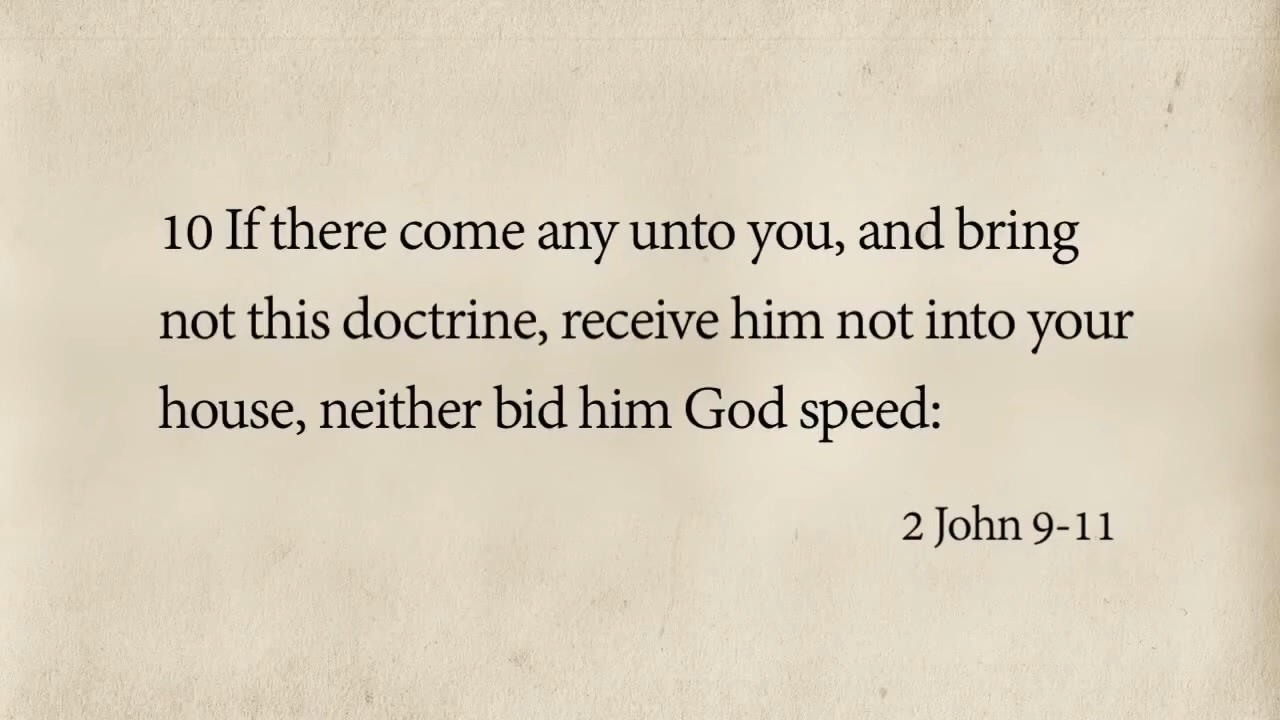 10 If there come any unto you, and bring
not this doctrine, receive him not into your
house, neither bid him God speed:
2 John 9-11